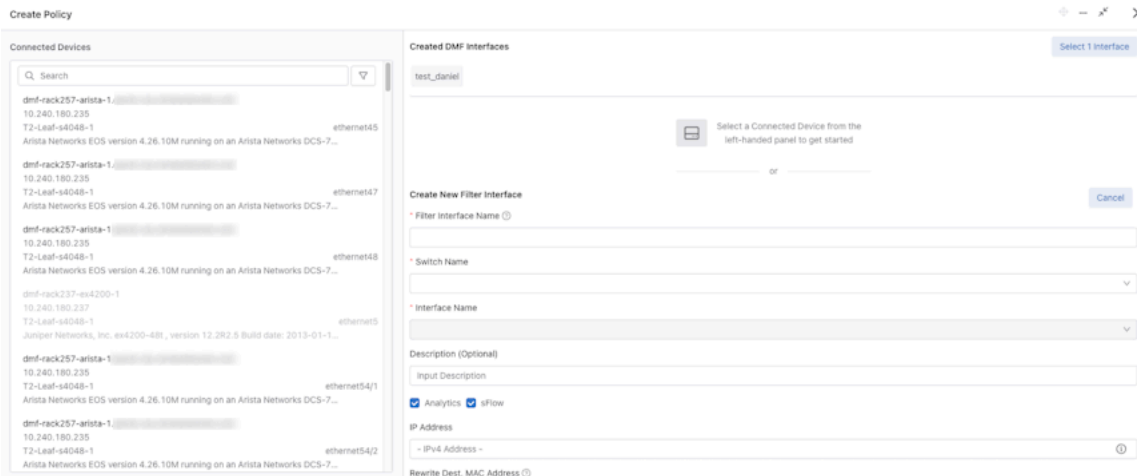 Create Policy
Connected Devices
Search
dmf-rack257-arista-1.
10.240.180.235
T2-Leaf-s4048-1 ethernet45
Arista Networks EOS version 4.26.10M running on an Arista Networks DCS-7...
dmf-rack257-arista-1.
10.240.180.235
T2-Leaf-s4048-1 ethernet47
Arista Networks EOS version 4.26.10M running on an Arista Networks DCS-7...
dmf-rack257-arista-1
10.240.180.235
T2-Leaf-s4048-1 ethernet48
Arista Networks EOS version 4.26.10M running on an Arista Networks DCS-7...
dmf-rack237-ex4200-1
10.240.180.237
T2-Leaf-s4048-1 ethernet5
Juniper Networks, Inc. ex4200-48t , version 12.2R2.5 Build date: 2013-01-1...
dmf-rack257-arista-1
10.240.180.235
T2-Leaf-s4048-1 ethernet54/1
Arista Networks EOS version 4.26.10M running on an Arista Networks DCS-7...
dmf-rack257-arista-1.
10.240.180.235
T2-Leaf-s4048-1 ethernet54/2
Arista Networks EOS version 4.26.10M running on an Arista Networks DCS-7...
Created DMF Interfaces
Select 1 Interface
test_daniel
Select a Connected Device from the
left-handed panel to get started
or
Create New Filter Interface
Cancel
* Filter Interface Name
* Switch Name
* Interface Name
Description (Optional)
Input Description
Analytics sFlow
IP Address
- IPv4 Address -
Rewrite Dest. MAC Address